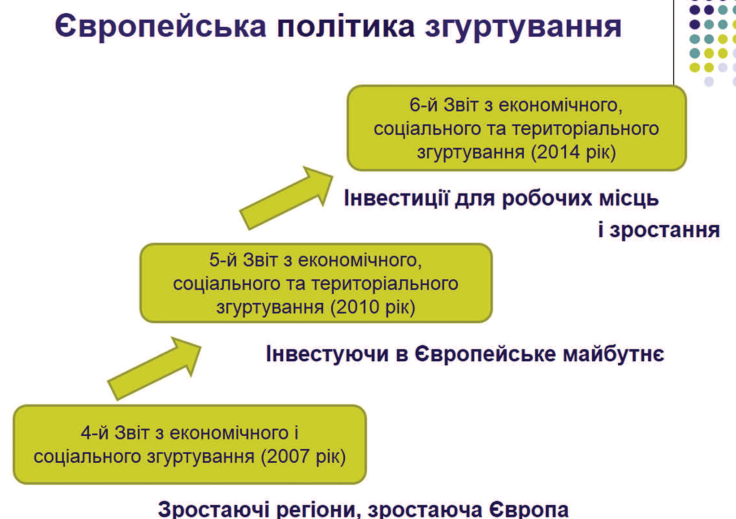 Європейська політика згуртування
6-й Звіт з економічного,
соціального та територіального
згуртування (2014 рік)
Інвестиції для робочих місць
і зростання
5-й Звіт з економічного,
соціального та територіального
згуртування (2010 рік)
Інвестуючи в Європейське майбутнє
4-й Звіт з економічного і
соціального згуртування (2007 рік)
Зростаючі регіони, зростаюча Європа